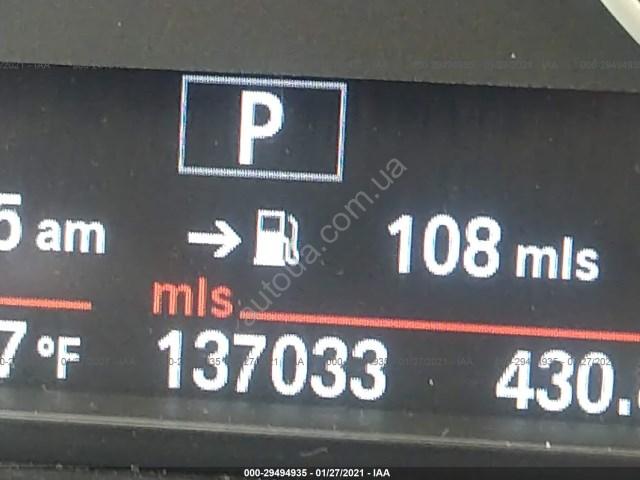 P
am → 108 mls
mls
°F 137033 430.
autoua.com.ua
000-29494935 - 01/27/2021 - IAA